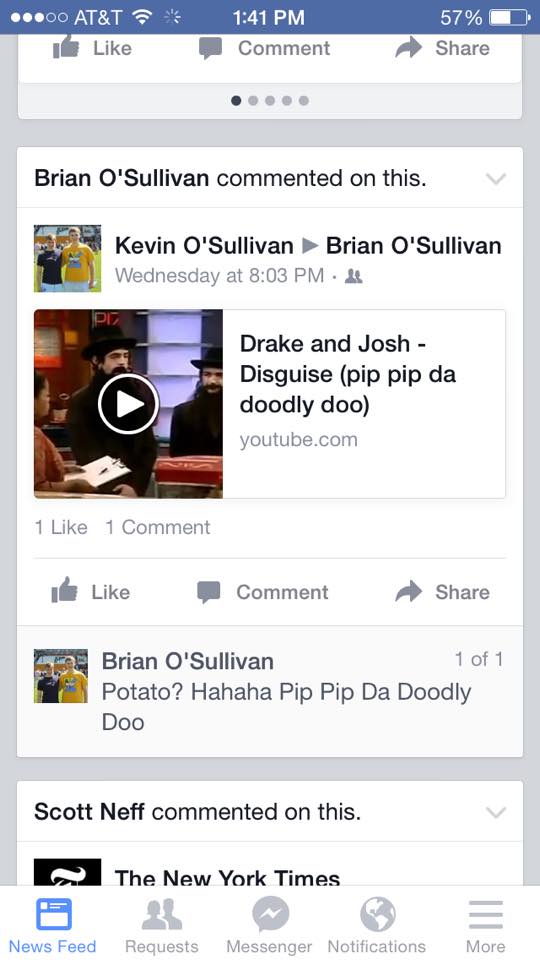 AT&T 1:41 PM 57%
Like Comment Share
Brian O'Sullivan commented on this.
Kevin O'Sullivan ▶ Brian O'Sullivan
Wednesday at 8:03 PM ·
Drake and Josh -
Disguise (pip pip da
doodly doo)
youtube.com
1 Like 1 Comment
Like Comment Share
Brian O'Sullivan 1 of 1
Potato? Hahaha Pip Pip Da Doodly
Doo
Scott Neff commented on this.
The New York Times
News Feed Requests Messenger Notifications More